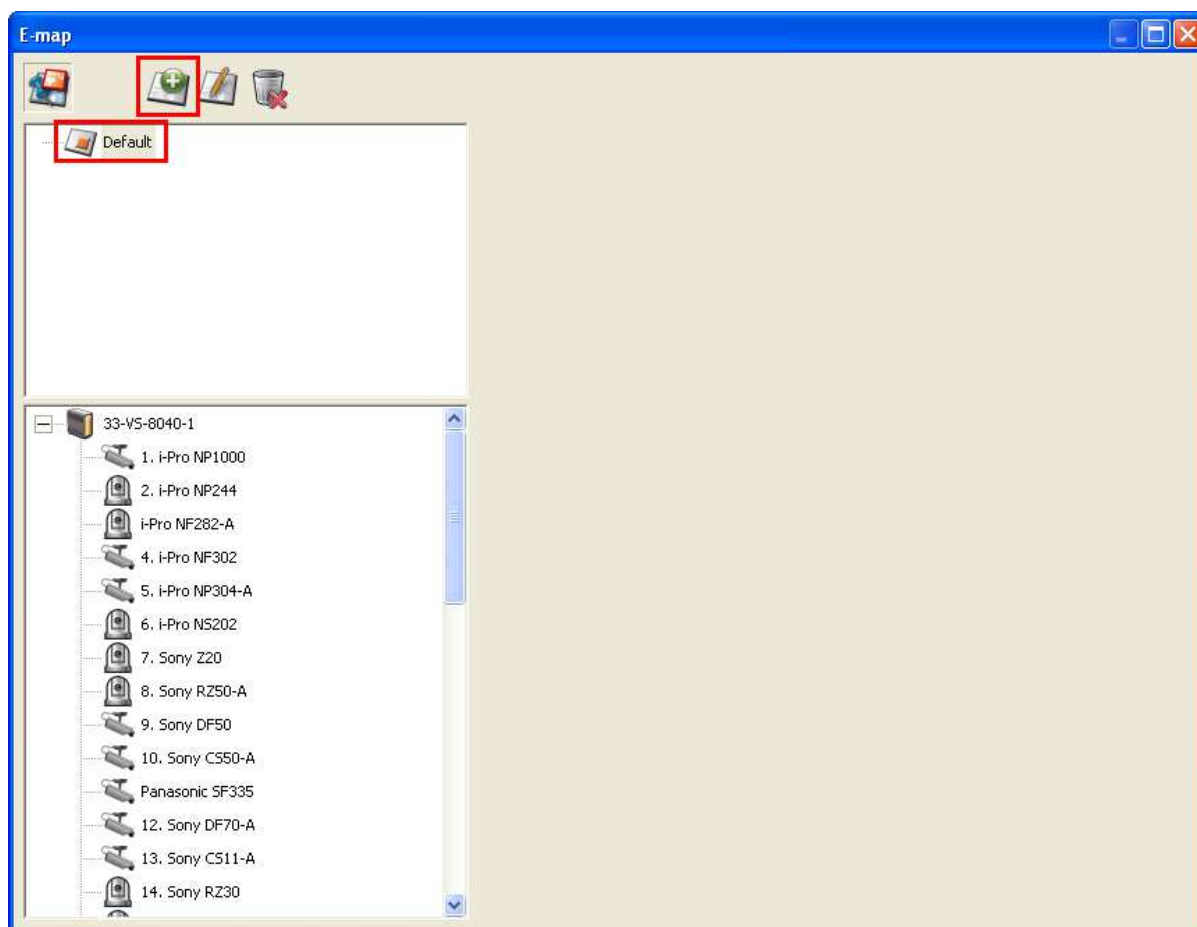 E-map
Default
33-VS-8040-1
1. i-Pro NP1000
2. i-Pro NP244
i-Pro NF282-A
4. i-Pro NF302
5. i-Pro NP304-A
6. i-Pro NS202
7. Sony Z20
8. Sony RZ50-A
9. Sony DF50
10. Sony CS50-A
Panasonic SF335
12. Sony DF70-A
13. Sony CS11-A
14. Sony RZ30